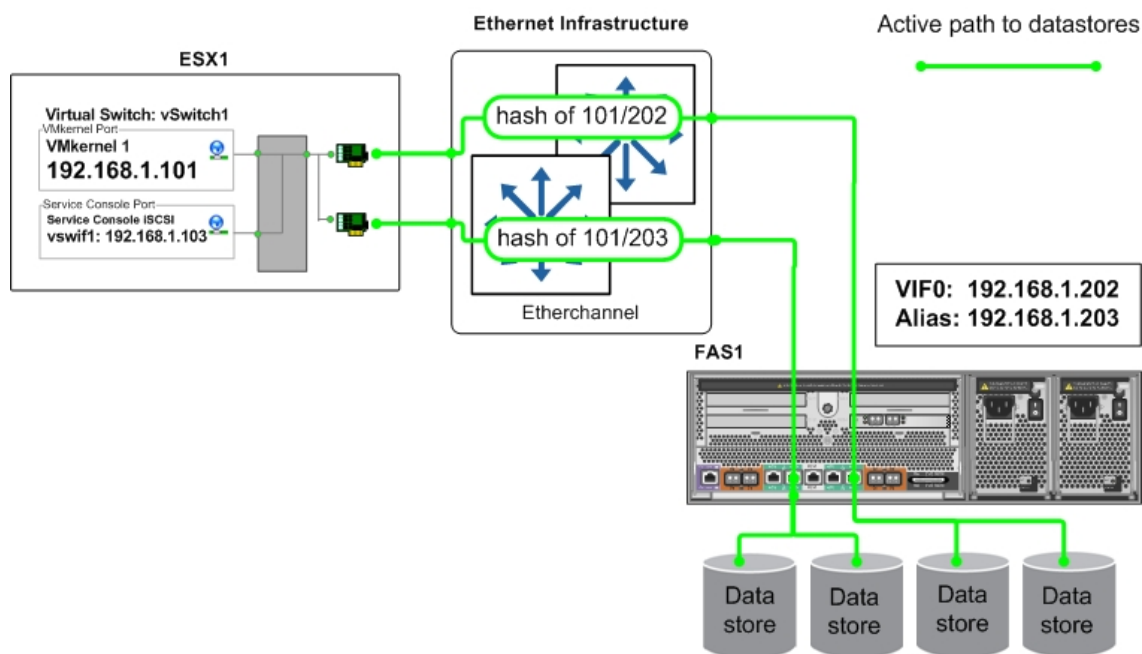 Ethernet Infrastructure
Active path to datastores
ESX1
Virtual Switch: vSwitch1
VMkernel Port
VMkernel 1
192.168.1.101
Service Console Port
Service Console iSCSI
vswif1: 192.168.1.103
hash of 101/202
hash of 101/203
Etherchannel
VIF0: 192.168.1.202
Alias: 192.168.1.203
FAS1
Data
store
Data
store
Data
store
Data
store